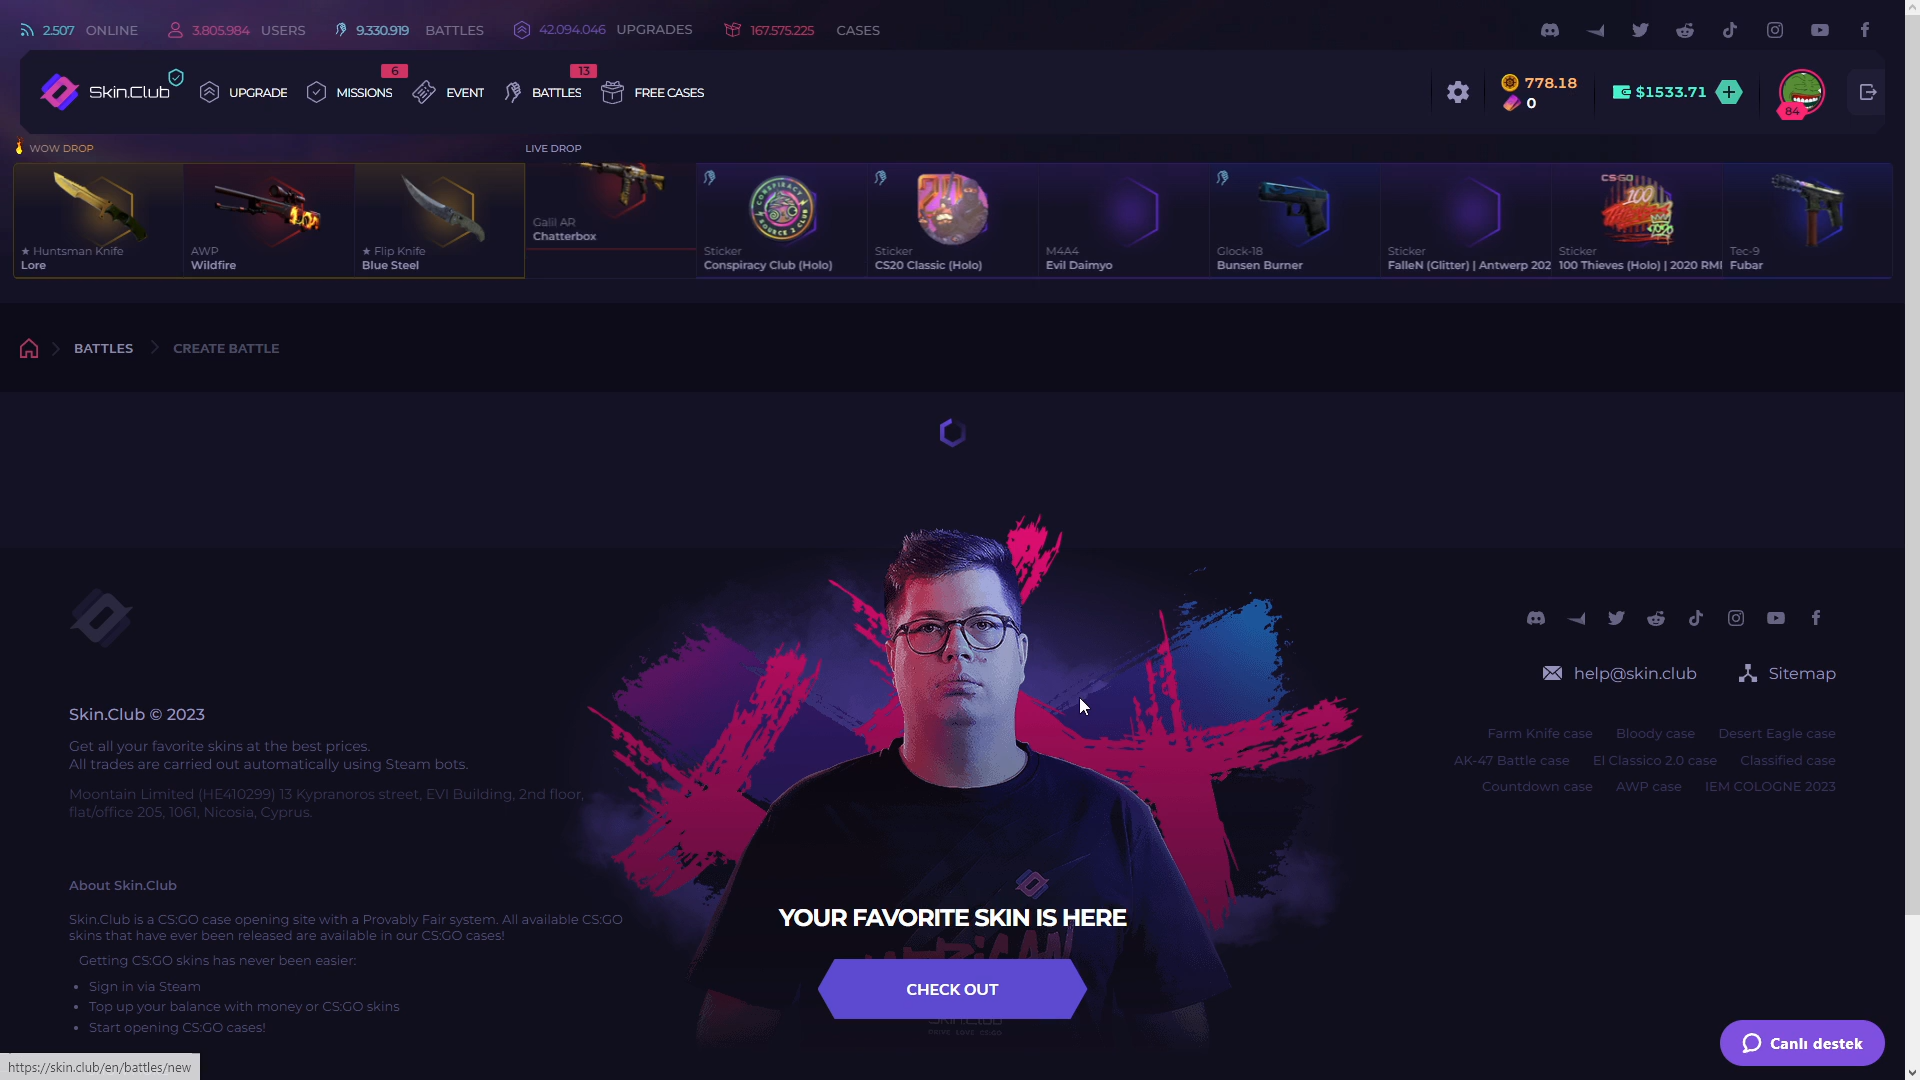 2.507 ONLINE 3.805.984 USERS 9.330.919 BATTLES 42.094.046 UPGRADES 167.575.225 CASES
Skin.Club UPGRADE 6 MISSIONS EVENT 13 BATTLES FREE CASES
778.18
0
$1533.71
84
WOW DROP
LIVE DROP
★ Huntsman Knife
Lore
AWP
Wildfire
★ Flip Knife
Blue Steel
Galil AR
Chatterbox
Sticker
Conspiracy Club (Holo)
Sticker
CS20 Classic (Holo)
M4A4
Evil Daimyo
Glock-18
Bunsen Burner
Sticker
FalleN (Glitter) | Antwerp 202
Sticker
100 Thieves (Holo) | 2020 RMI
Tec-9
Fubar
BATTLES CREATE BATTLE
help@skin.club Sitemap
Skin.Club © 2023
Get all your favorite skins at the best prices.
All trades are carried out automatically using Steam bots.
Moontain Limited (HE410299) 13 Kypranoros street, EVI Building, 2nd floor,
flat/office 205, 1061, Nicosia, Cyprus.
Farm Knife case Bloody case Desert Eagle case
AK-47 Battle case El Classico 2.0 case Classified case
Countdown case AWP case IEM COLOGNE 2023
About Skin.Club
Skin.Club is a CS:GO case opening site with a Provably Fair system. All available CS:GO
skins that have ever been released are available in our CS:GO cases!
Getting CS:GO skins has never been easier:
• Sign in via Steam
• Top up your balance with money or CS:GO skins
• Start opening CS:GO cases!
YOUR FAVORITE SKIN IS HERE
CHECK OUT
Canlı destek
https://skin.club/en/battles/new